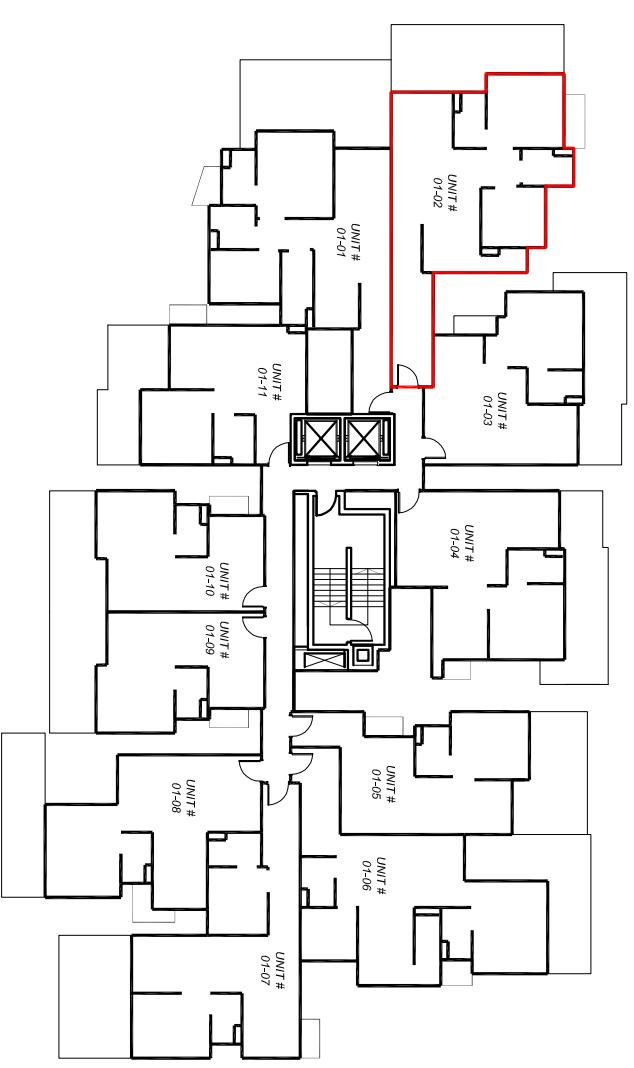 UNIT #
01-02
UNIT #
01-01
UNIT #
01-11
UNIT #
01-03
UNIT #
01-04
UNIT #
01-10
UNIT #
01-09
UNIT #
01-08
UNIT #
01-05
UNIT #
01-06
UNIT #
01-07